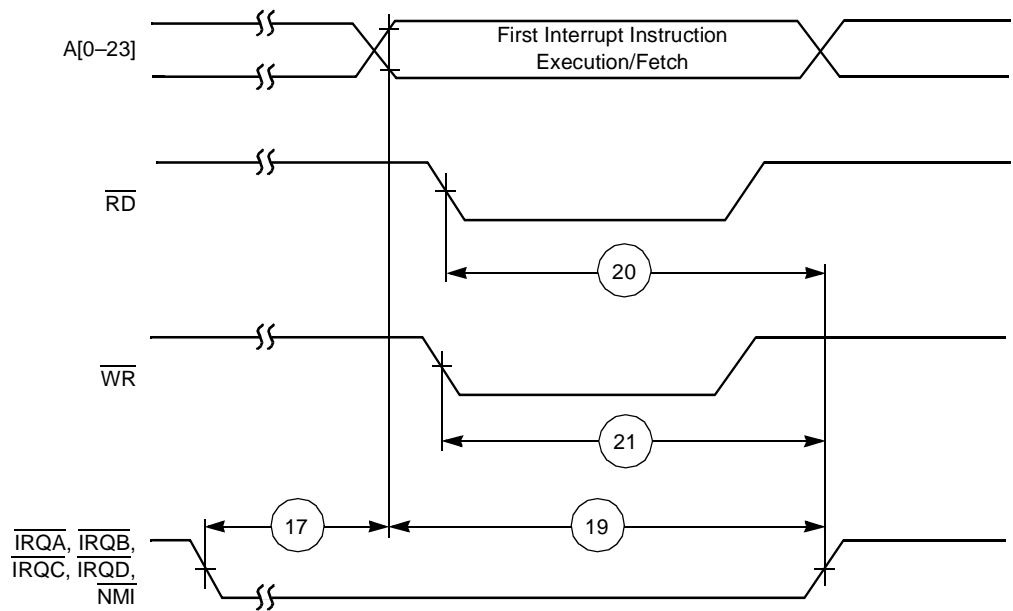 A[0–23]
First Interrupt Instruction
Execution/Fetch
RD
20
WR
21
17
19
IRQA, IRQB,
IRQC, IRQD,
NMI